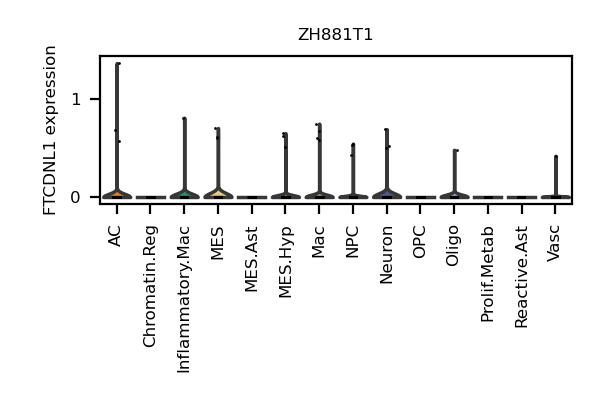 ZH881T1
FTCDNL1 expression
1
0
AC
Chromatin.Reg
Inflammatory.Mac
MES
MES.Ast
MES.Hyp
Mac
NPC
Neuron
OPC
Oligo
Prolif.Metab
Reactive.Ast
Vasc